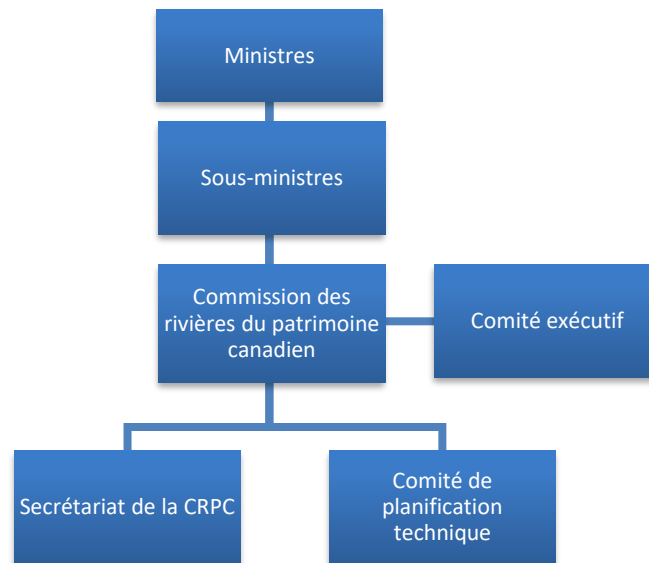 Ministres
Sous-ministres
Commission des
rivières du patrimoine
canadien
Comité exécutif
Secrétariat de la CRPC
Comité de
planification
technique